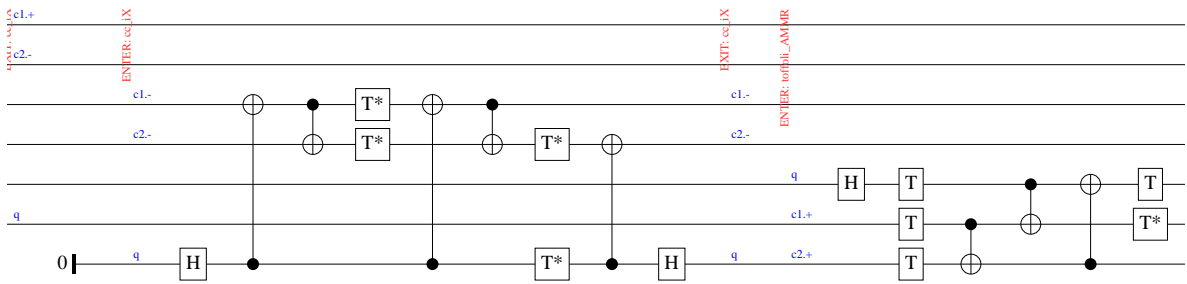 c1.+
c2.-
ENTER: cc_iX
EXIT: cc_iX
ENTER: toffoli_AMMR
c1.-
T*
c1.-
c2.-
T*
T*
c2.-
q
H
T
T
q
c1.+
T
T*
0
q
H
T*
H
q
c2.+
T